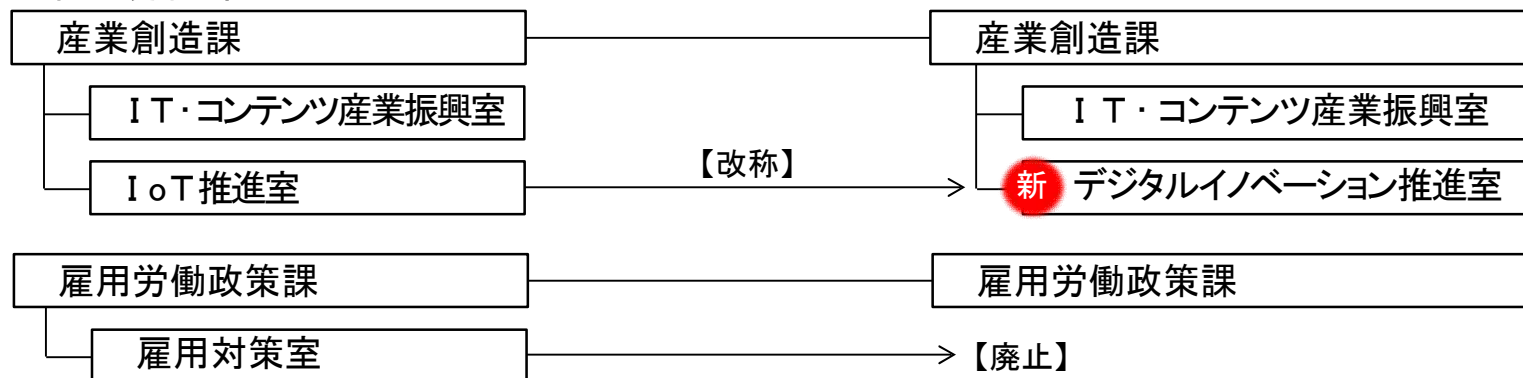 産業創造課 産業創造課
ＩＴ・コンテンツ産業振興室 ＩＴ・コンテンツ産業振興室
【改称】
ＩｏＴ推進室 新 デジタルイノベーション推進室
雇用労働政策課 雇用労働政策課
雇用対策室 【廃止】